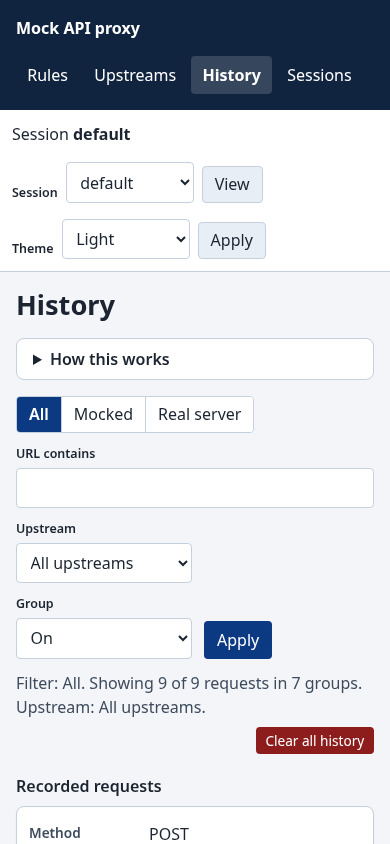 Mock API proxy
Rules Upstreams History Sessions
Session default
Session default View
Theme Light Apply
History
How this works
All Mocked Real server
URL contains
Upstream
All upstreams
Group
On Apply
Filter: All. Showing 9 of 9 requests in 7 groups.
Upstream: All upstreams.
Clear all history
Recorded requests
Method POST